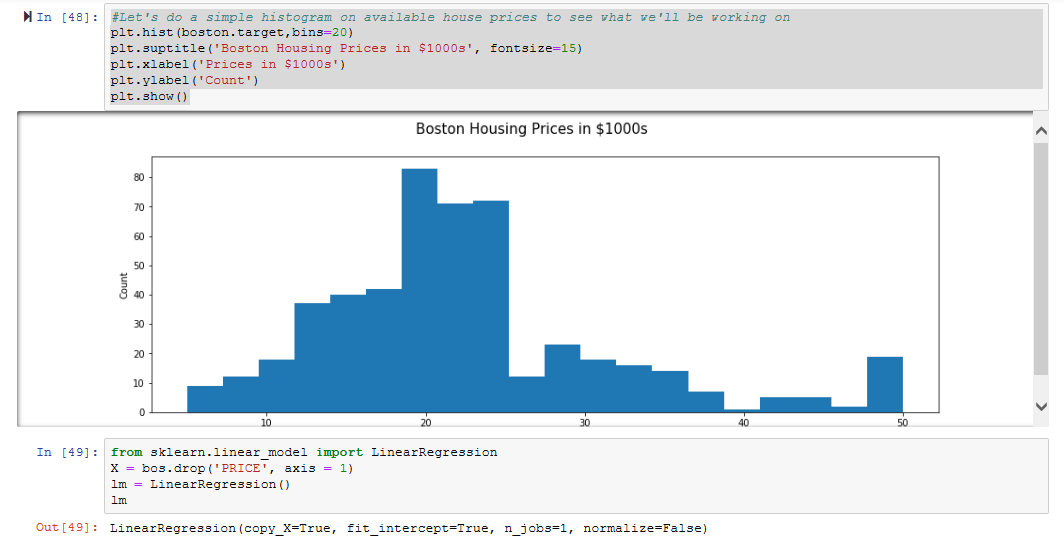 In [48]: #Let's do a simple histogram on available house prices to see what we'll be working on
plt.hist(boston.target,bins=20)
plt.suptitle('Boston Housing Prices in $1000s', fontsize=15)
plt.xlabel('Prices in $1000s')
plt.ylabel('Count')
plt.show()
Boston Housing Prices in $1000s
80
70
60
50
40
30
20
10
0
Count
10 20 30 40 50
In [49]: from sklearn.linear_model import LinearRegression
X = bos.drop('PRICE', axis = 1)
lm = LinearRegression()
lm
Out[49]: LinearRegression(copy_X=True, fit_intercept=True, n_jobs=1, normalize=False)